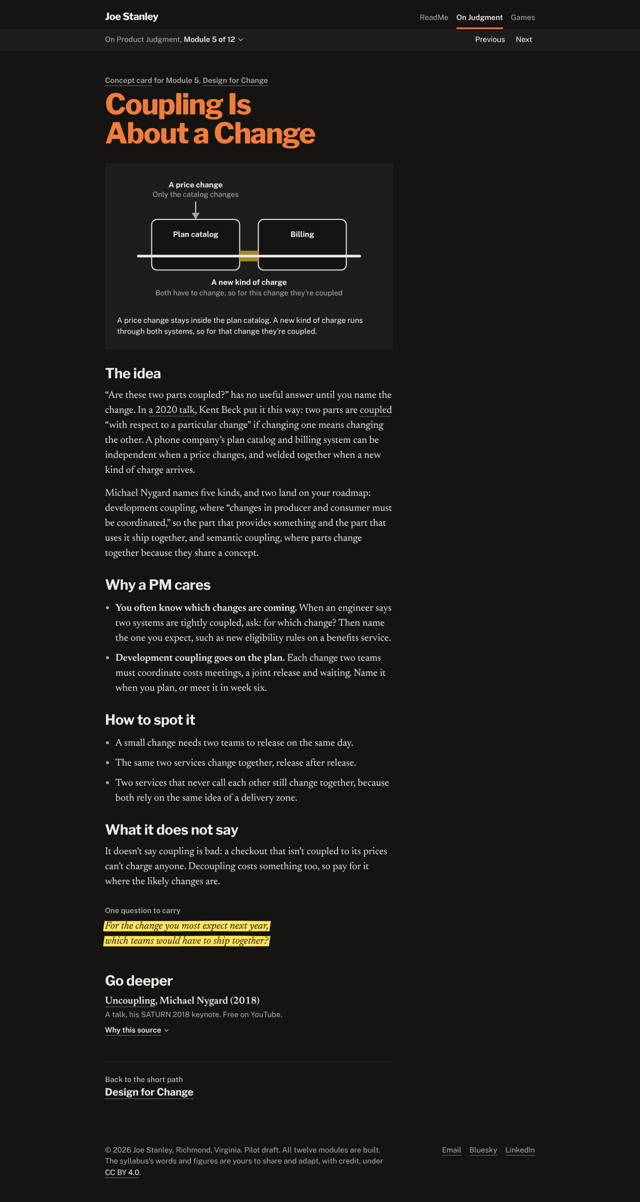 Joe Stanley
ReadMe On Judgment Games
On Product Judgment, Module 5 of 12
Previous Next
Concept card for Module 5, Design for Change
Coupling Is
About a Change
A price change
Only the catalog changes
Plan catalog
Billing
A new kind of charge
Both have to change, so for this change they're coupled
A price change stays inside the plan catalog. A new kind of charge runs
through both systems, so for that change they're coupled.
The idea
“Are these two parts coupled?” has no useful answer until you name the
change. In a 2020 talk, Kent Beck put it this way: two parts are coupled
“with respect to a particular change” if changing one means changing
the other. A phone company’s plan catalog and billing system can be
independent when a price changes, and welded together when a new
kind of charge arrives.
Michael Nygard names five kinds, and two land on your roadmap:
development coupling, where “changes in producer and consumer must
be coordinated,” so the part that provides something and the part that
uses it ship together, and semantic coupling, where parts change
together because they share a concept.
Why a PM cares
You often know which changes are coming. When an engineer says
two systems are tightly coupled, ask: for which change? Then name
the one you expect, such as new eligibility rules on a benefits service.
Development coupling goes on the plan. Each change two teams
must coordinate costs meetings, a joint release and waiting. Name it
when you plan, or meet it in week six.
How to spot it
A small change needs two teams to release on the same day.
The same two services change together, release after release.
Two services that never call each other still change together, because
both rely on the same idea of a delivery zone.
What it does not say
It doesn’t say coupling is bad: a checkout that isn’t coupled to its prices
can’t charge anyone. Decoupling costs something too, so pay for it
where the likely changes are.
One question to carry
For the change you most expect next year,
which teams would have to ship together?
Go deeper
Uncoupling, Michael Nygard (2018)
A talk, his SATURN 2018 keynote. Free on YouTube.
Why this source
Back to the short path
Design for Change
© 2026 Joe Stanley, Richmond, Virginia. Pilot draft. All twelve modules are built.
The syllabus's words and figures are yours to share and adapt, with credit, under
CC BY 4.0.
Email Bluesky LinkedIn